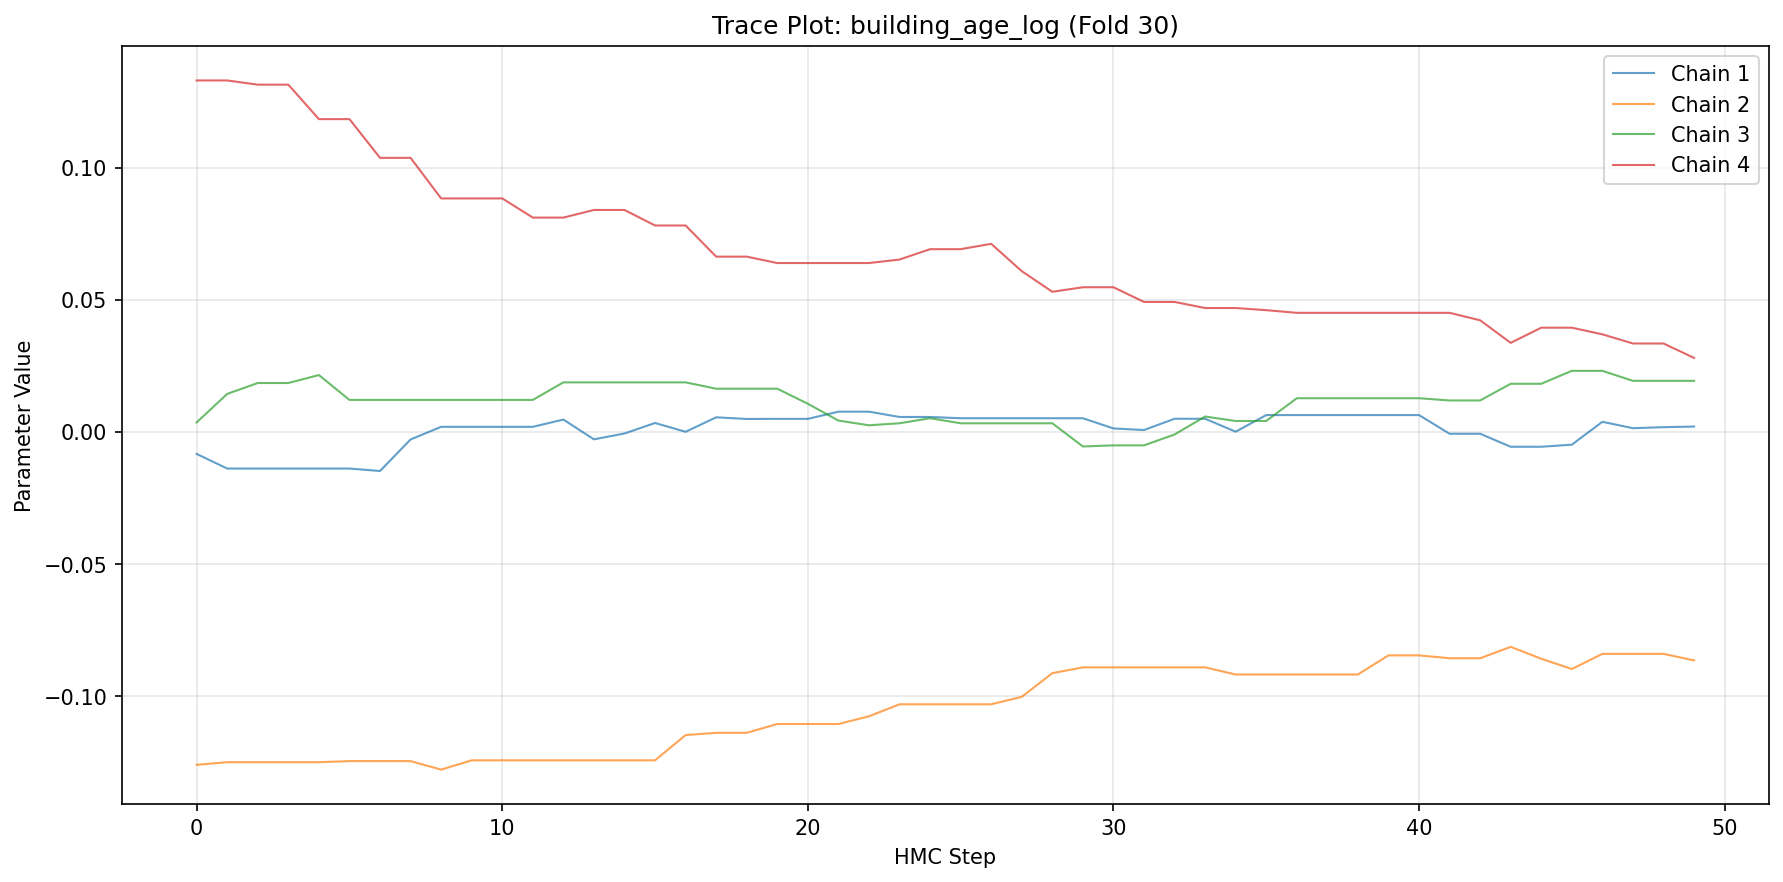 Trace Plot: building_age_log (Fold 30)
Chain 1
Chain 2
Chain 3
Chain 4
Parameter Value
0.10
0.05
0.00
−0.05
−0.10
0 10 20 30 40 50
HMC Step